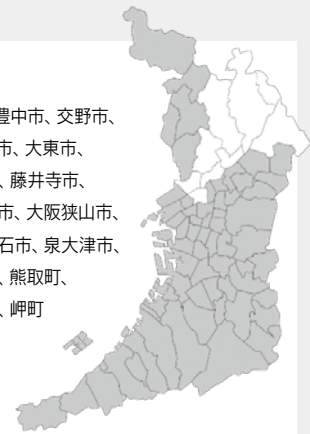 豊中市、交野市、
市、大東市、
、藤井寺市、
市、大阪狭山市、
石市、泉大津市、
、熊取町、
、岬町